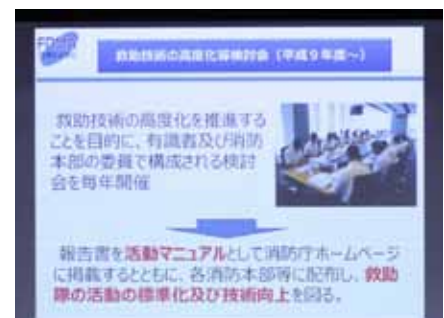 FDMA
救助技術の高度化等検討会（平成９年度～）
救助技術の高度化を推進する
ことを目的に、有識者及び消防
本部の委員で構成される検討
会を毎年開催
報告書を活動マニュアルとして消防庁ホームページ
に掲載するとともに、各消防本部等に配布し、救助
隊の活動の標準化及び技術向上を図る。